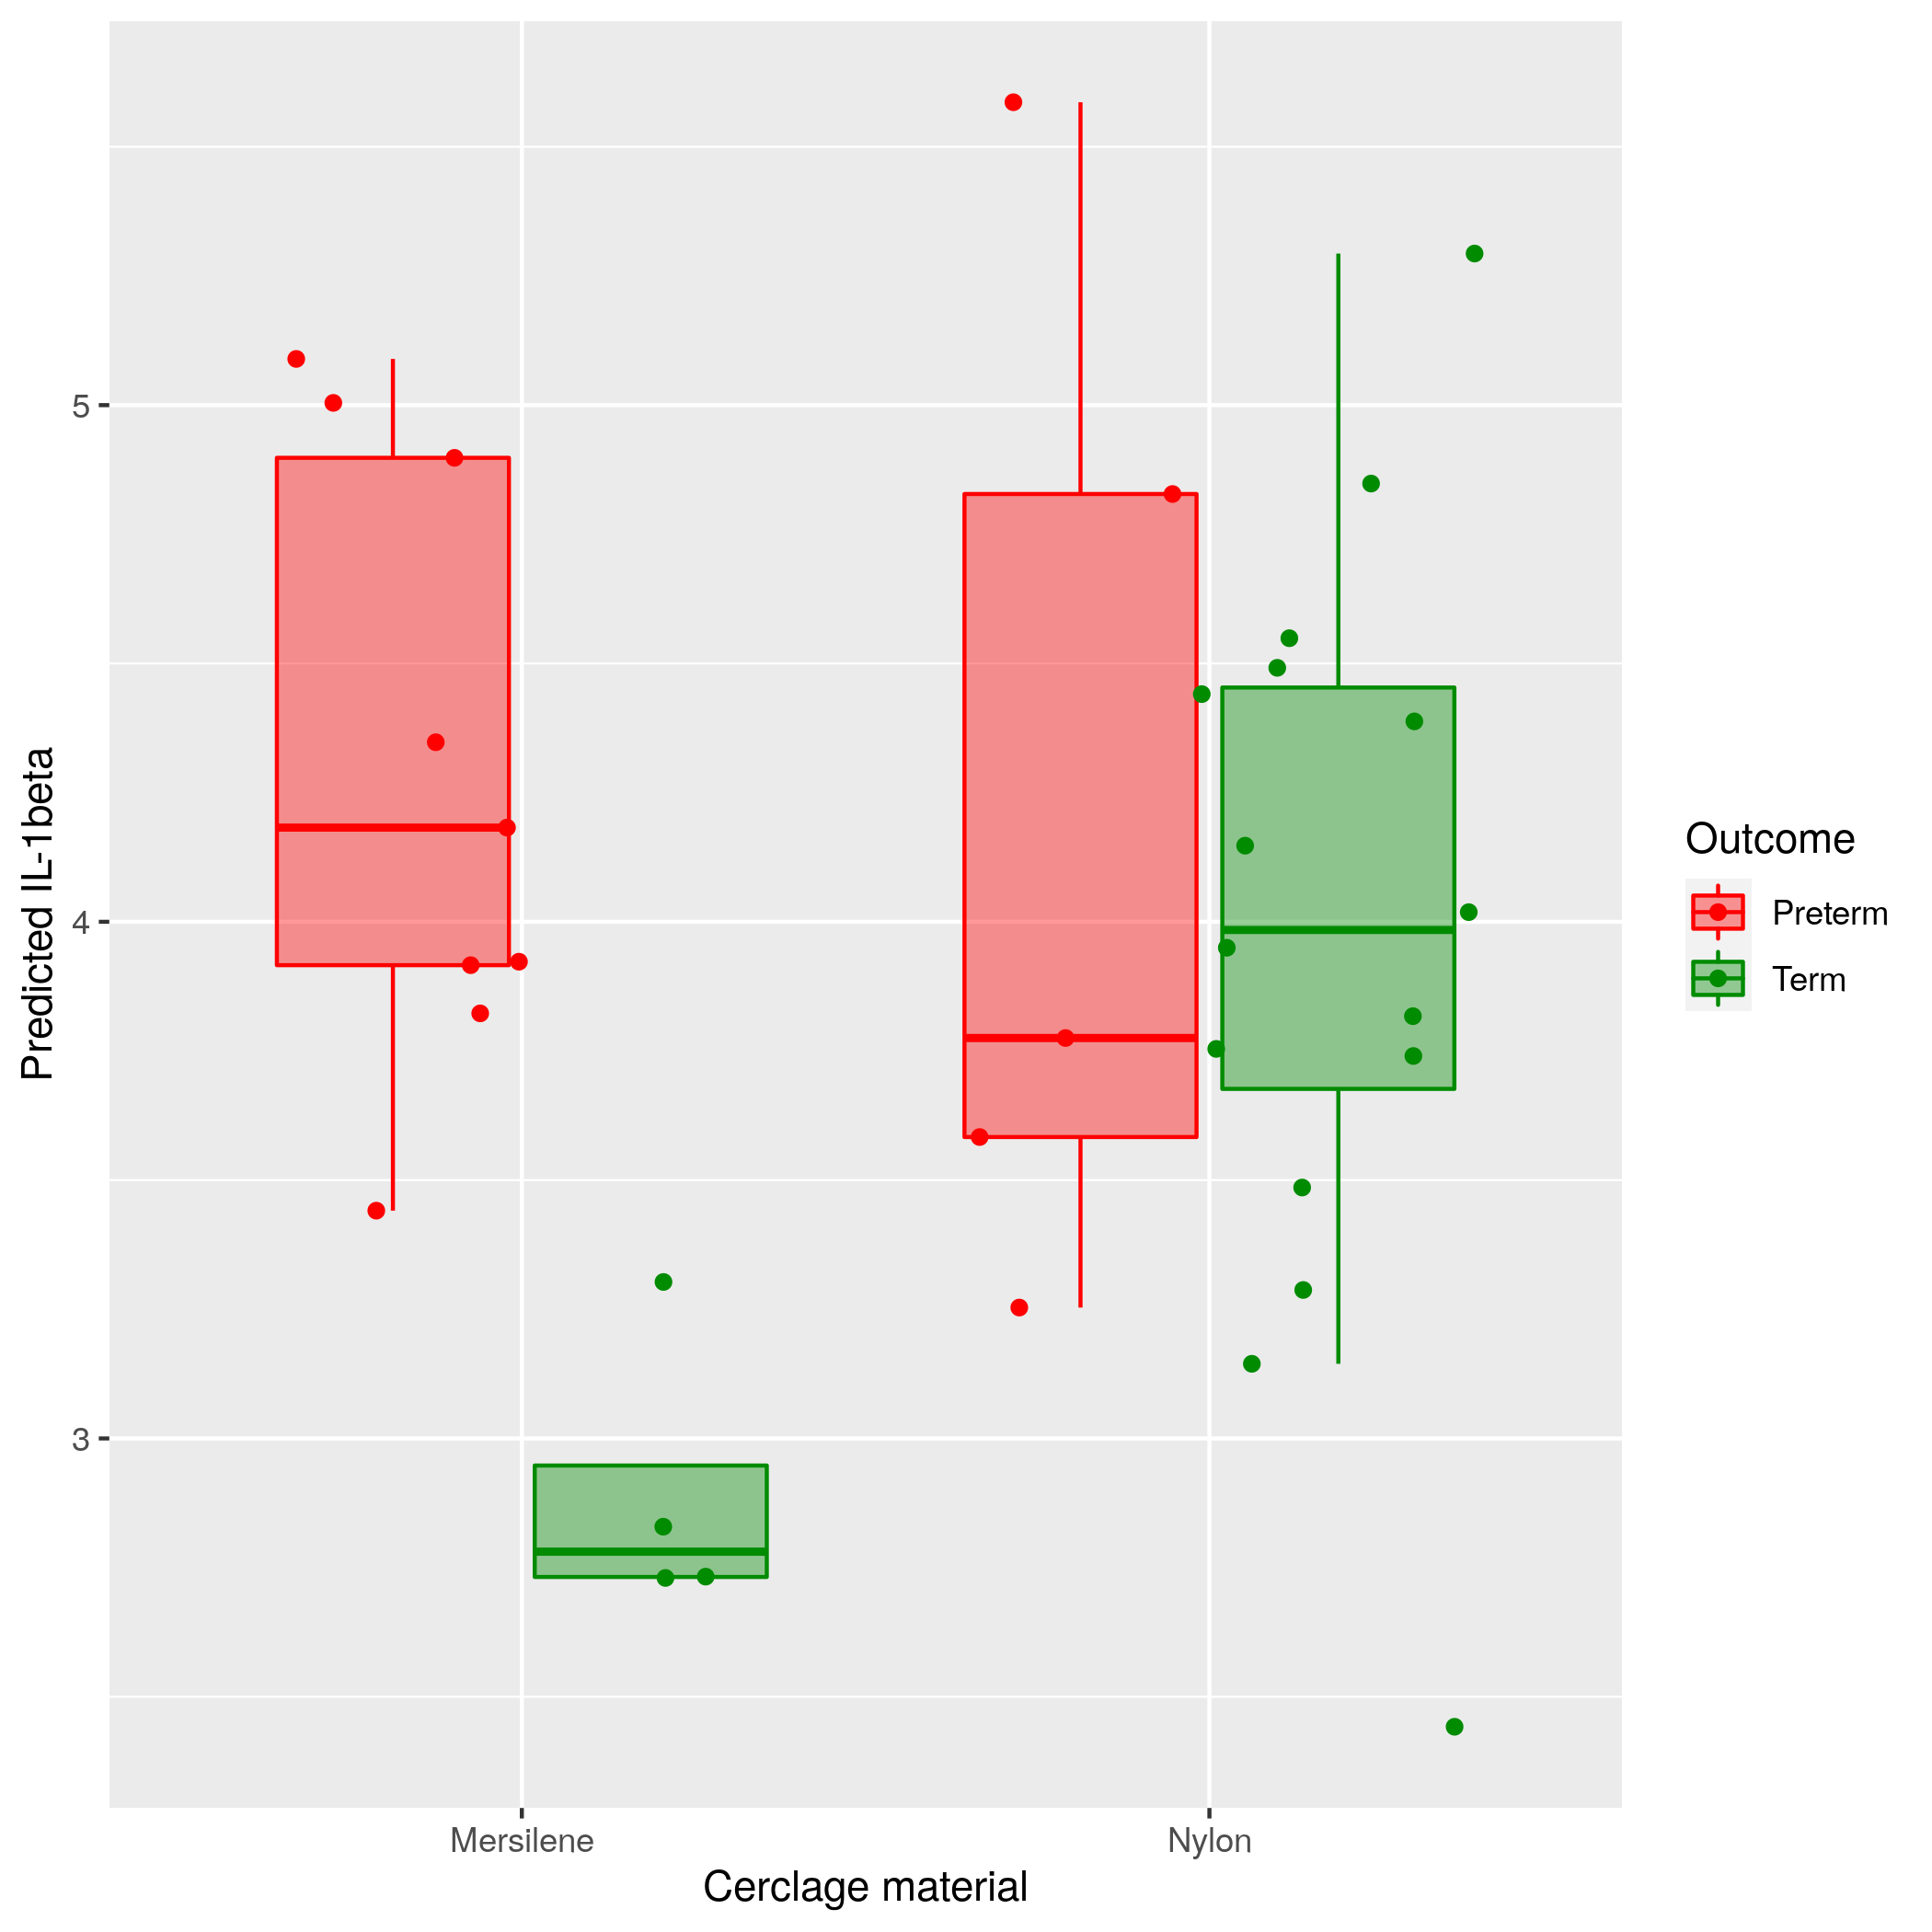 Predicted IL-1beta
5
4
3
Mersilene
Nylon
Cerclage material
Outcome
Preterm
Term